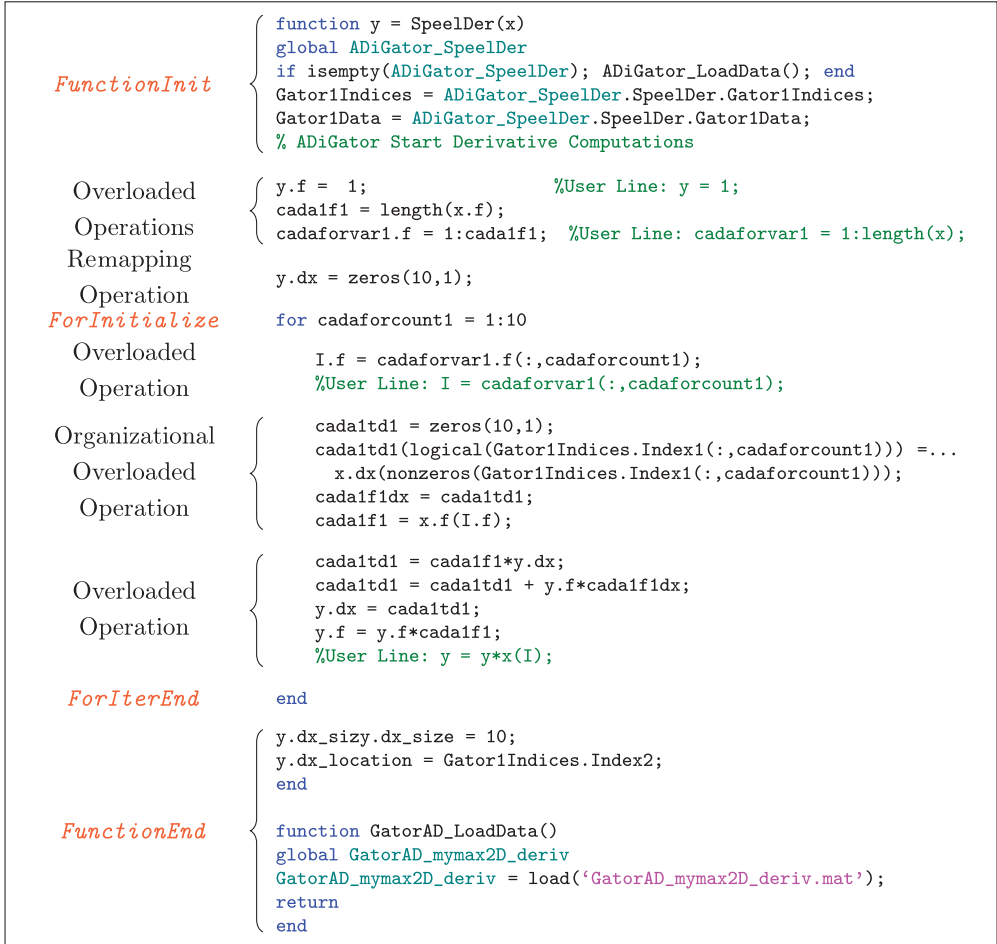 function y = SpeelDer(x)
global ADiGator_SpeelDer
FunctionInit
if isempty(ADiGator_SpeelDer); ADiGator_LoadData(); end
Gator1Indices = ADiGator_SpeelDer.SpeelDer.Gator1Indices;
Gator1Data = ADiGator_SpeelDer.SpeelDer.Gator1Data;
% ADiGator Start Derivative Computations
Overloaded
Operations
y.f = 1; %User Line: y = 1;
cada1f1 = length(x.f);
cadaforvar1.f = 1:cada1f1; %User Line: cadaforvar1 = 1:length(x);
Remapping
Operation
y.dx = zeros(10,1);
ForInitialize
for cadaforcount1 = 1:10
Overloaded
Operation
I.f = cadaforvar1.f(:,cadaforcount1);
%User Line: I = cadaforvar1(:,cadaforcount1);
Organizational
Overloaded
Operation
cada1td1 = zeros(10,1);
cada1td1(logical(Gator1Indices.Index1(:,cadaforcount1))) =...
x.dx(nonzeros(Gator1Indices.Index1(:,cadaforcount1)));
cada1f1dx = cada1td1;
cada1f1 = x.f(I.f);
Overloaded
Operation
cada1td1 = cada1f1*y.dx;
cada1td1 = cada1td1 + y.f*cada1f1dx;
y.dx = cada1td1;
y.f = y.f*cada1f1;
%User Line: y = y*x(I);
ForIterEnd
end
y.dx_sizy.dx_size = 10;
y.dx_location = Gator1Indices.Index2;
end
FunctionEnd
function GatorAD_LoadData()
global GatorAD_mymax2D_deriv
GatorAD_mymax2D_deriv = load(‘GatorAD_mymax2D_deriv.mat’);
return
end